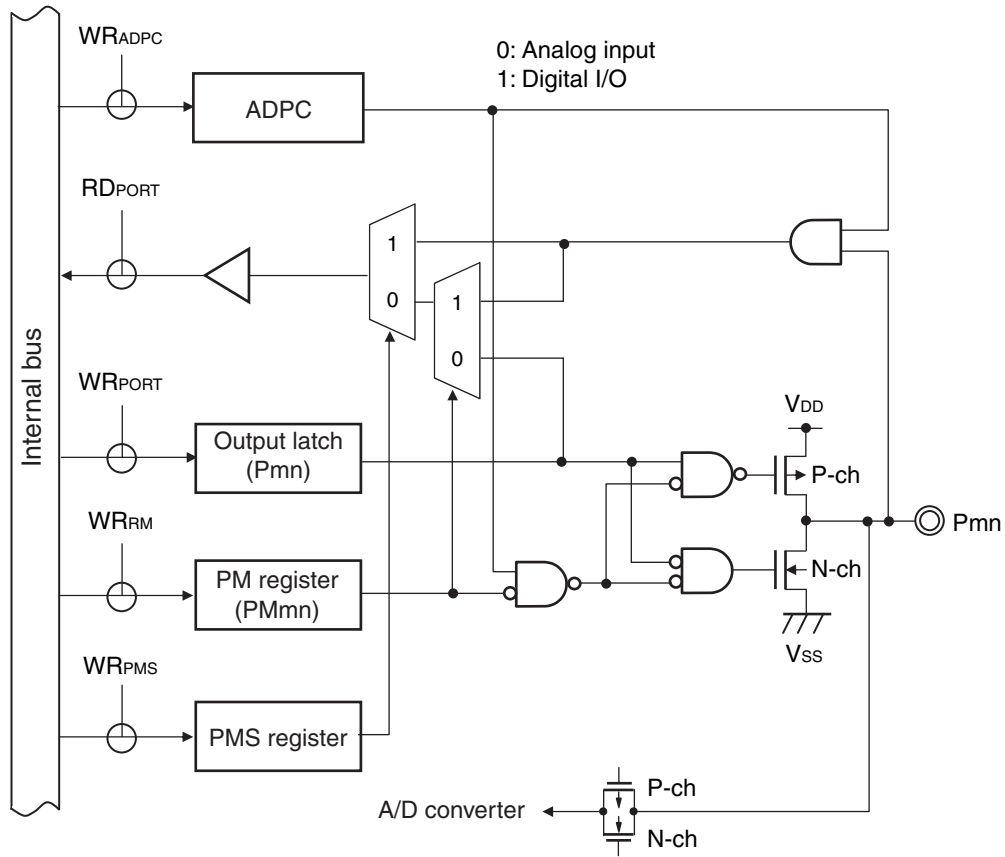 WRADPC
0: Analog input
1: Digital I/O
ADPC
RDPORT
1
0
1
0
Internal bus
WRPORT
Output latch
(Pmn)
VDD
P-ch
Pmn
WRRM
PM register
(PMmn)
N-ch
VSS
WRPMS
PMS register
P-ch
A/D converter
N-ch